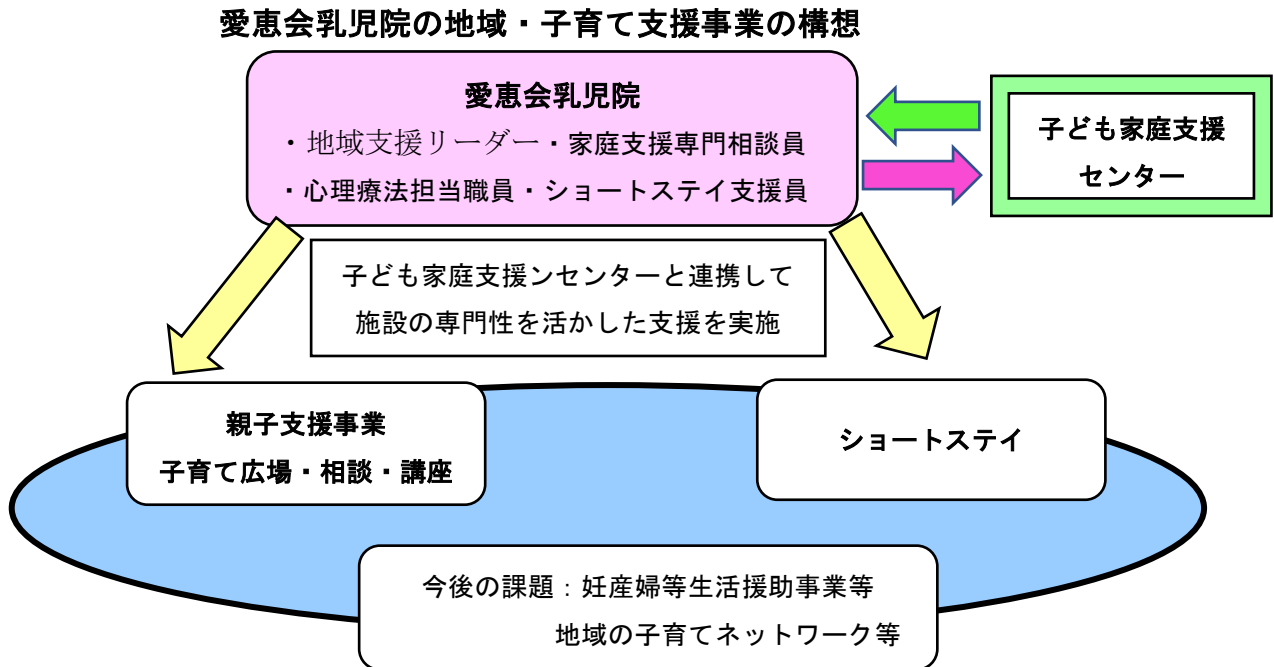 愛恵会乳児院の地域・子育て支援事業の構想
愛恵会乳児院
・地域支援リーダー・家庭支援専門相談員
・心理療法担当職員・ショートステイ支援員
子ども家庭支援
センター
子ども家庭支援ンセンターと連携して
施設の専門性を活かした支援を実施
親子支援事業
子育て広場・相談・講座
ショートステイ
今後の課題：妊産婦等生活援助事業等
地域の子育てネットワーク等